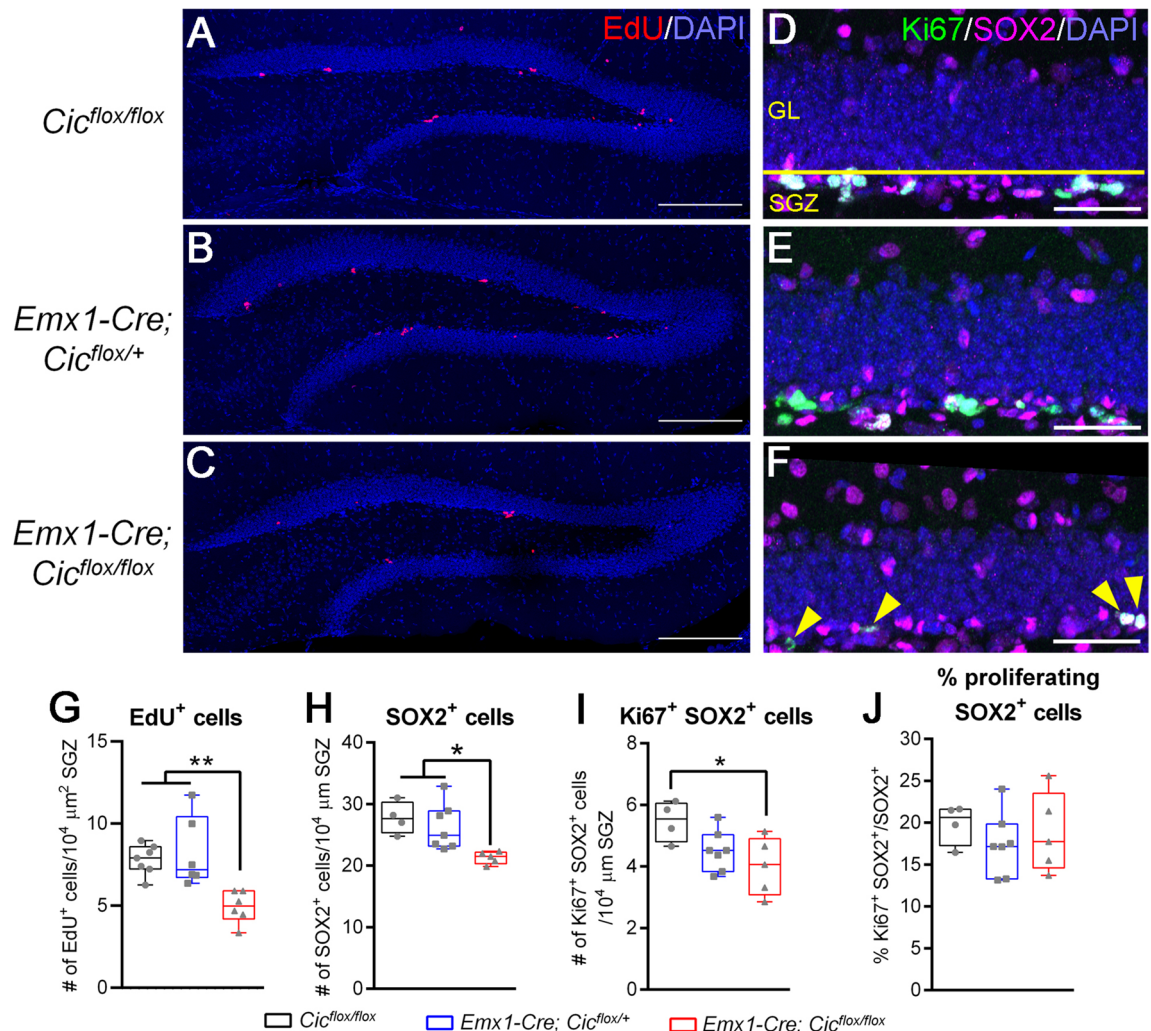 A
EdU/DAPI
D
Ki67/SOX2/DAPI
Cic^flox/flox
GL
SGZ
B
E
Emx1-Cre;
Cic^flox/+
C
F
Emx1-Cre;
Cic^flox/flox
G
EdU⁺ cells
# of EdU⁺ cells/10⁴ μm² SGZ
15
10
5
0
**
H
SOX2⁺ cells
# of SOX2⁺ cells/10⁴ μm SGZ
40
30
20
10
0
*
I
Ki67⁺ SOX2⁺ cells
# of Ki67⁺ SOX2⁺ cells
/10⁴ μm SGZ
8
6
4
2
0
*
J
% proliferating
SOX2⁺ cells
% Ki67⁺ SOX2⁺/SOX2⁺
30
25
20
15
10
5
0
Cic^flox/flox
Emx1-Cre; Cic^flox/+
Emx1-Cre; Cic^flox/flox